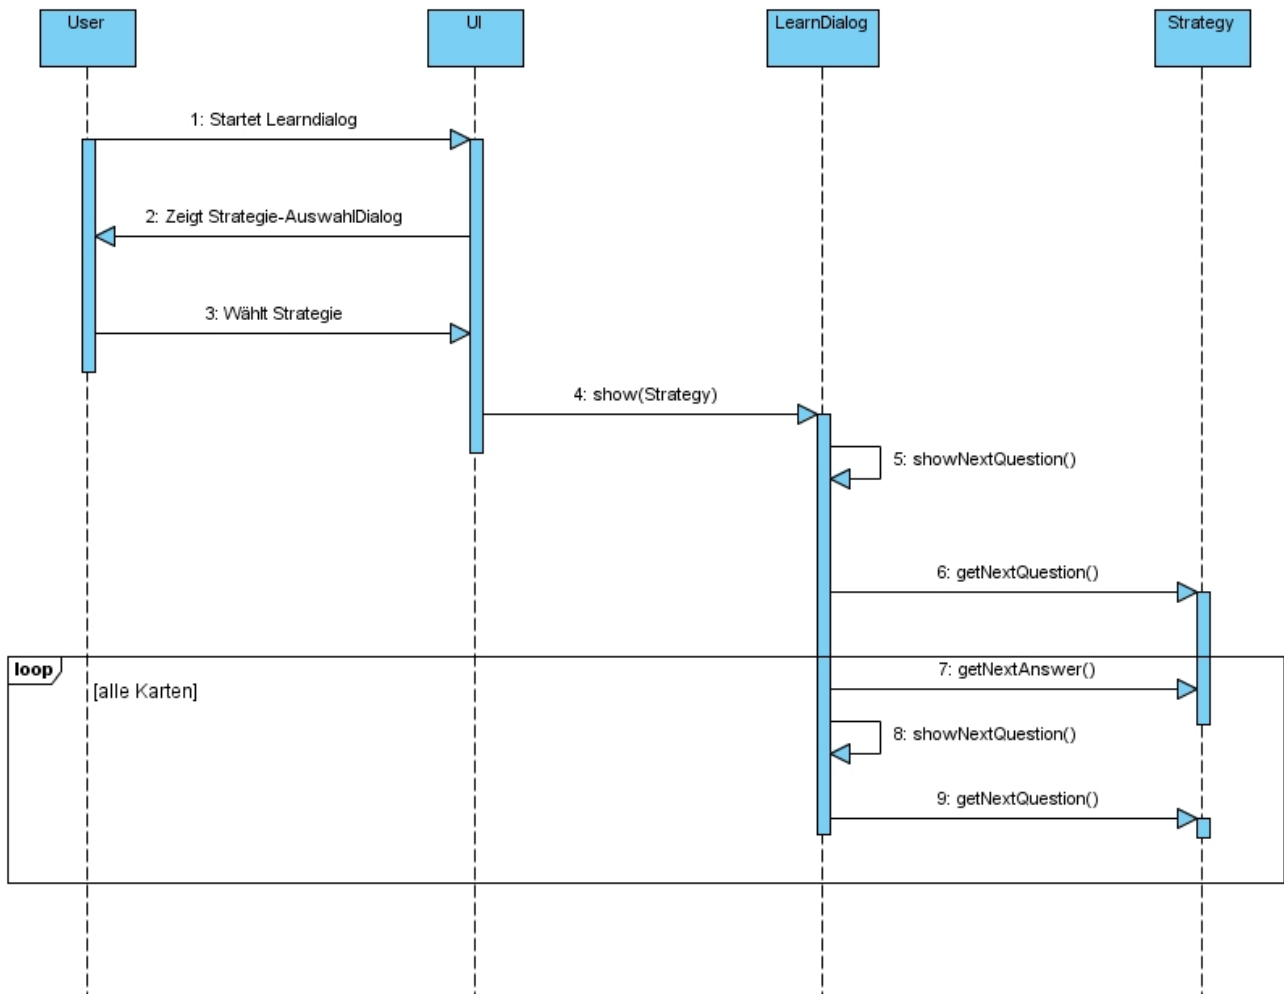 User
UI
LearnDialog
Strategy
1: Startet Learndialog
2: Zeigt Strategie-AuswahlDialog
3: Wählt Strategie
4: show(Strategy)
5: showNextQuestion()
6: getNextQuestion()
loop
[alle Karten]
7: getNextAnswer()
8: showNextQuestion()
9: getNextQuestion()